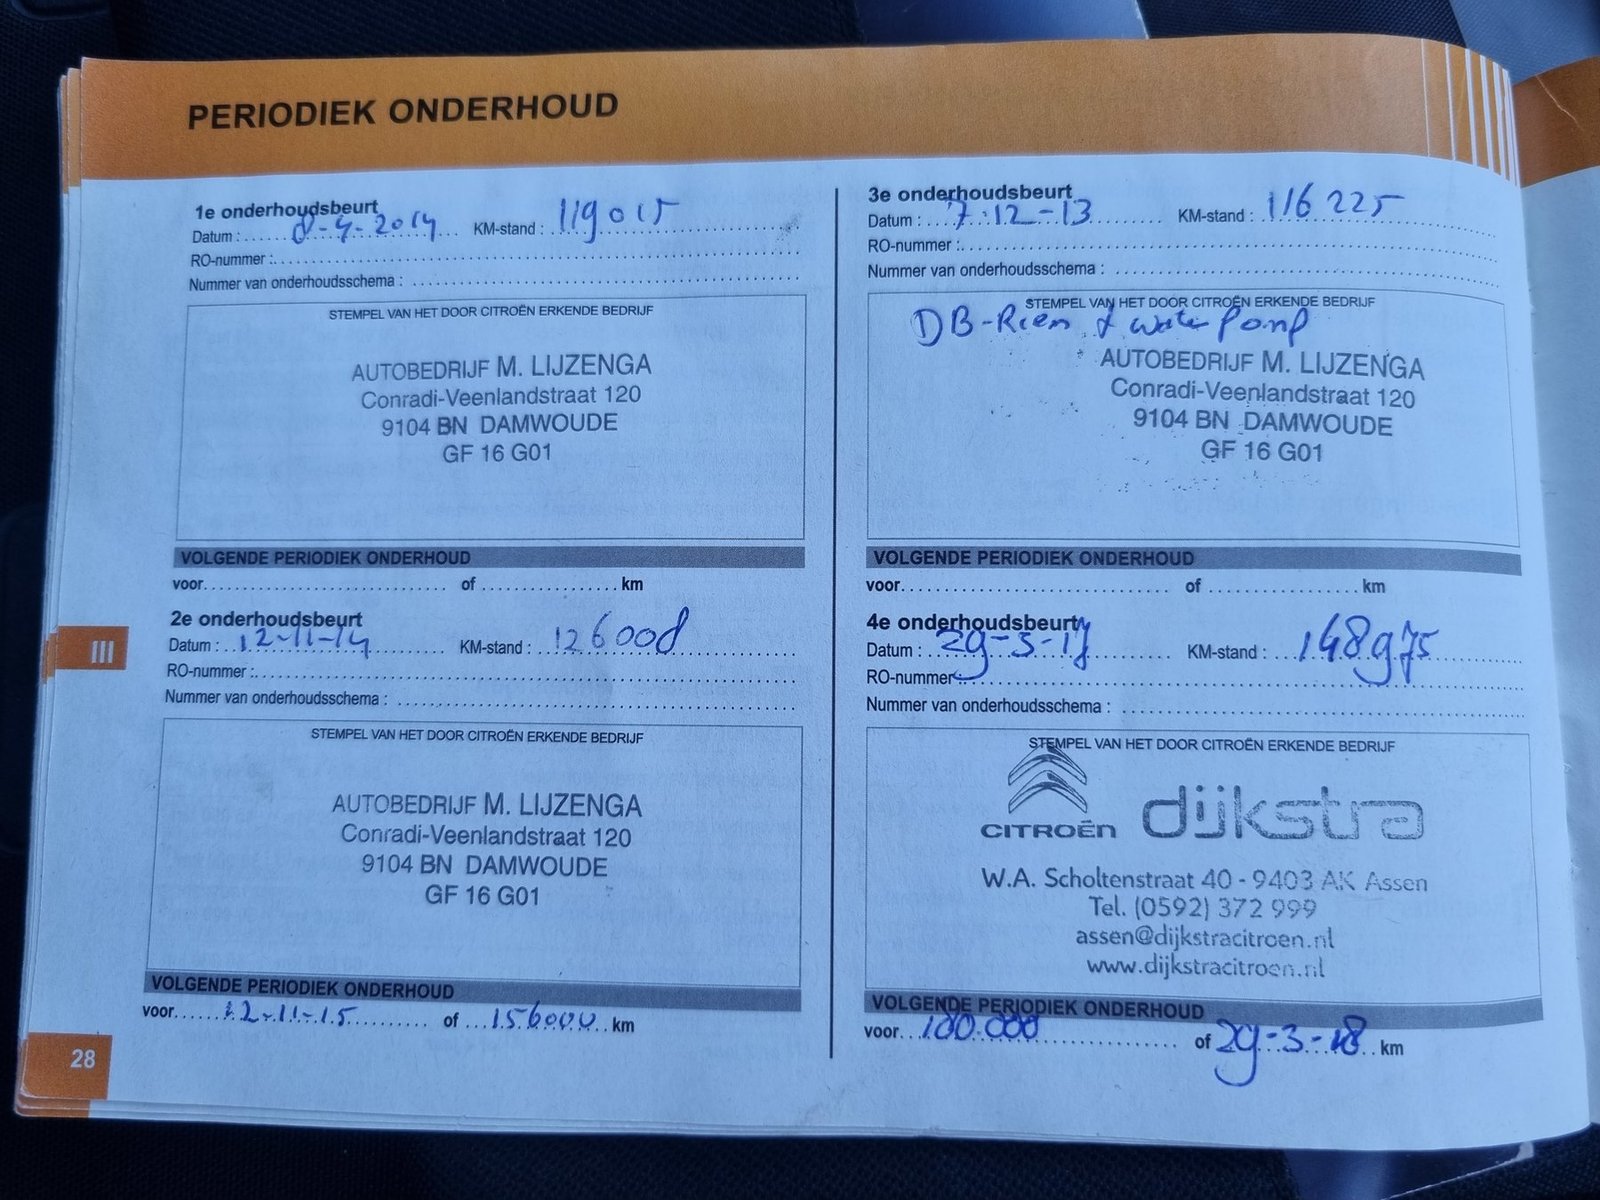 PERIODIEK ONDERHOUD
1e onderhoudsbeurt
Datum : 8-4-2014 KM-stand : 119015
RO-nummer :
Nummer van onderhoudsschema :
STEMPEL VAN HET DOOR CITROËN ERKENDE BEDRIJF
AUTOBEDRIJF M. LIJZENGA
Conradi-Veenlandstraat 120
9104 BN DAMWOUDE
GF 16 G01
VOLGENDE PERIODIEK ONDERHOUD
voor of km
2e onderhoudsbeurt
Datum : 12-11-14 KM-stand : 126008
RO-nummer :
Nummer van onderhoudsschema :
STEMPEL VAN HET DOOR CITROËN ERKENDE BEDRIJF
AUTOBEDRIJF M. LIJZENGA
Conradi-Veenlandstraat 120
9104 BN DAMWOUDE
GF 16 G01
VOLGENDE PERIODIEK ONDERHOUD
voor 12-11-15 of 156000 km
3e onderhoudsbeurt
Datum : 7-12-13 KM-stand : 116225
RO-nummer :
Nummer van onderhoudsschema :
STEMPEL VAN HET DOOR CITROËN ERKENDE BEDRIJF
DB-Riem & waterpomp
AUTOBEDRIJF M. LIJZENGA
Conradi-Veenlandstraat 120
9104 BN DAMWOUDE
GF 16 G01
VOLGENDE PERIODIEK ONDERHOUD
voor of km
4e onderhoudsbeurt
Datum : 29-3-17 KM-stand : 148975
RO-nummer :
Nummer van onderhoudsschema :
STEMPEL VAN HET DOOR CITROËN ERKENDE BEDRIJF
CITROËN dijkstra
W.A. Scholtenstraat 40 - 9403 AK Assen
Tel. (0592) 372 999
assen@dijkstracitroen.nl
www.dijkstracitroen.nl
VOLGENDE PERIODIEK ONDERHOUD
voor 180.000 of 29-3-18 km
III
28